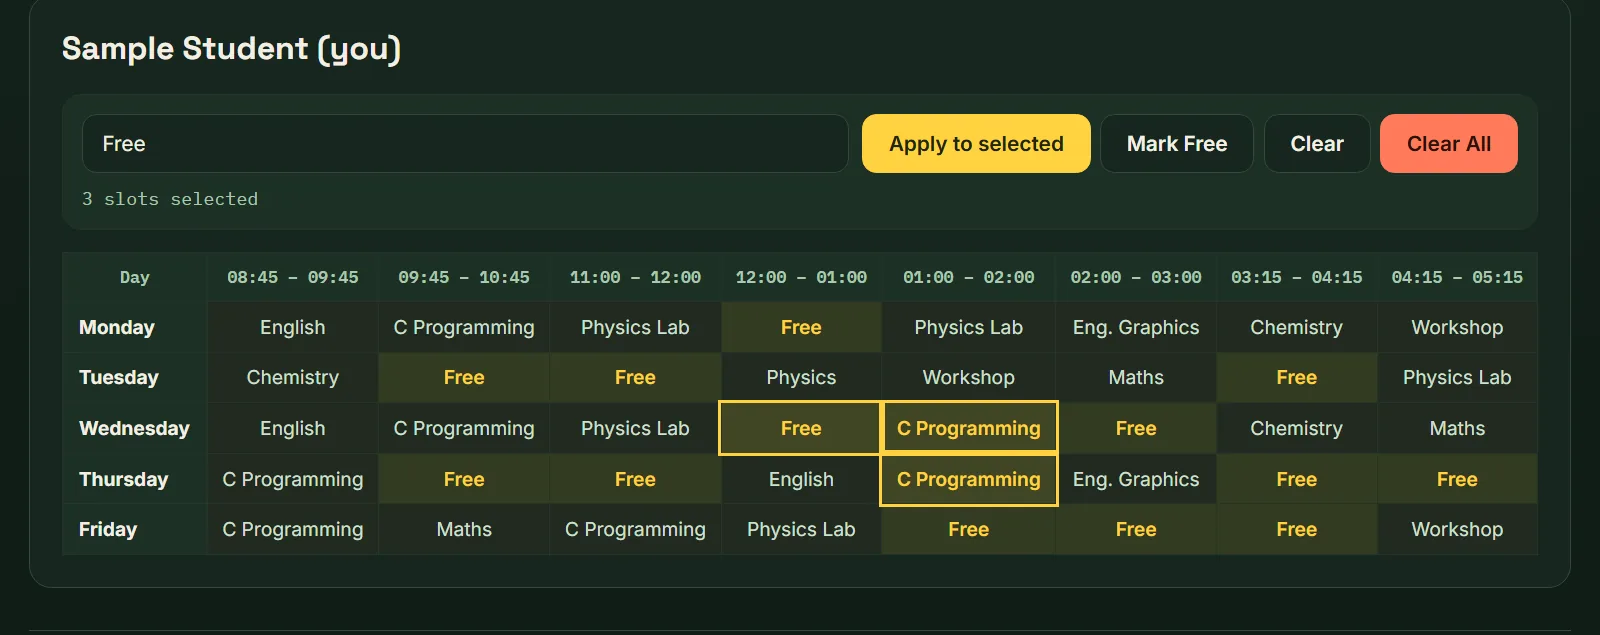 Sample Student (you)
Free Apply to selected Mark Free Clear Clear All
3 slots selected
Day 08:45 – 09:45 09:45 – 10:45 11:00 – 12:00 12:00 – 01:00 01:00 – 02:00 02:00 – 03:00 03:15 – 04:15 04:15 – 05:15
Monday English C Programming Physics Lab Free Physics Lab Eng. Graphics Chemistry Workshop
Tuesday Chemistry Free Free Physics Workshop Maths Free Physics Lab
Wednesday English C Programming Physics Lab Free C Programming Free Chemistry Maths
Thursday C Programming Free Free English C Programming Eng. Graphics Free Free
Friday C Programming Maths C Programming Physics Lab Free Free Free Workshop